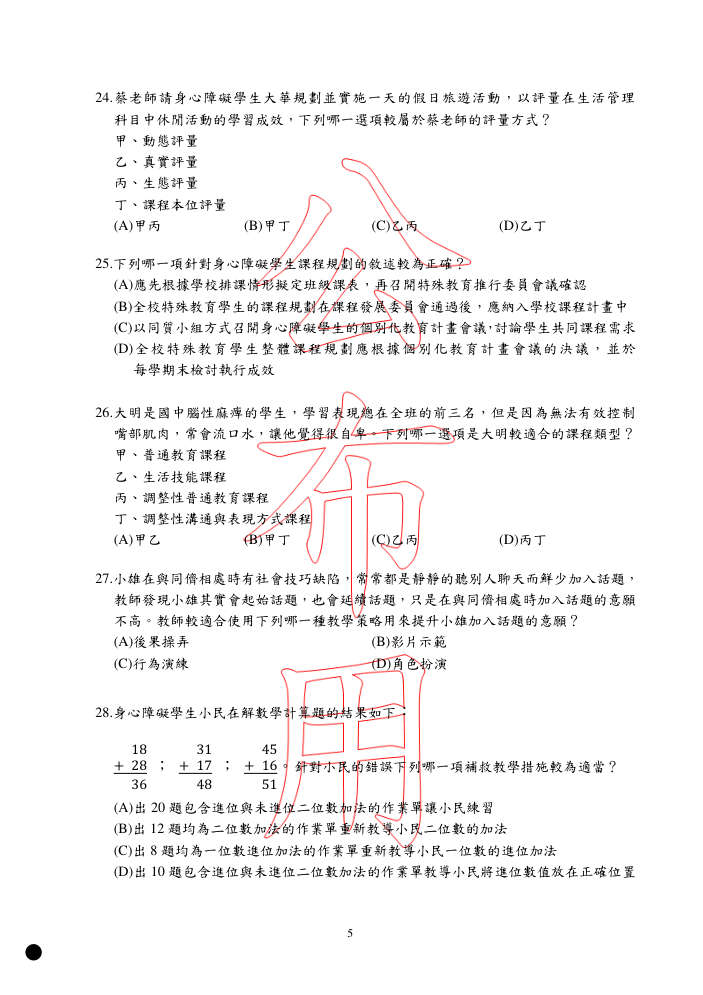 24.蔡老師請身心障礙學生大華規劃並實施一天的假日旅遊活動，以評量在生活管理
科目中休閒活動的學習成效，下列哪一選項較屬於蔡老師的評量方式？
甲、動態評量
乙、真實評量
丙、生態評量
丁、課程本位評量
(A)甲丙 (B)甲丁 (C)乙丙 (D)乙丁
25.下列哪一項針對身心障礙學生課程規劃的敘述較為正確？
(A)應先根據學校排課情形擬定班級課表，再召開特殊教育推行委員會議確認
(B)全校特殊教育學生的課程規劃在課程發展委員會通過後，應納入學校課程計畫中
(C)以同質小組方式召開身心障礙學生的個別化教育計畫會議，討論學生共同課程需求
(D)全校特殊教育學生整體課程規劃應根據個別化教育計畫會議的決議，並於
每學期末檢討執行成效
26.大明是國中腦性麻痺的學生，學習表現總在全班的前三名，但是因為無法有效控制
嘴部肌肉，常會流口水，讓他覺得很自卑。下列哪一選項是大明較適合的課程類型？
甲、普通教育課程
乙、生活技能課程
丙、調整性普通教育課程
丁、調整性溝通與表現方式課程
(A)甲乙 (B)甲丁 (C)乙丙 (D)丙丁
27.小雄在與同儕相處時有社會技巧缺陷，常常都是靜靜的聽別人聊天而鮮少加入話題，
教師發現小雄其實會起始話題，也會延續話題，只是在與同儕相處時加入話題的意願
不高。教師較適合使用下列哪一種教學策略用來提升小雄加入話題的意願？
(A)後果操弄 (B)影片示範
(C)行為演練 (D)角色扮演
28.身心障礙學生小民在解數學計算題的結果如下：
18 31 45
+ 28 ； + 17 ； + 16 。針對小民的錯誤下列哪一項補救教學措施較為適當？
36 48 51
(A)出 20 題包含進位與未進位二位數加法的作業單讓小民練習
(B)出 12 題均為二位數加法的作業單重新教導小民二位數的加法
(C)出 8 題均為一位數進位加法的作業單重新教導小民一位數的進位加法
(D)出 10 題包含進位與未進位二位數加法的作業單教導小民將進位數值放在正確位置
5
公布用